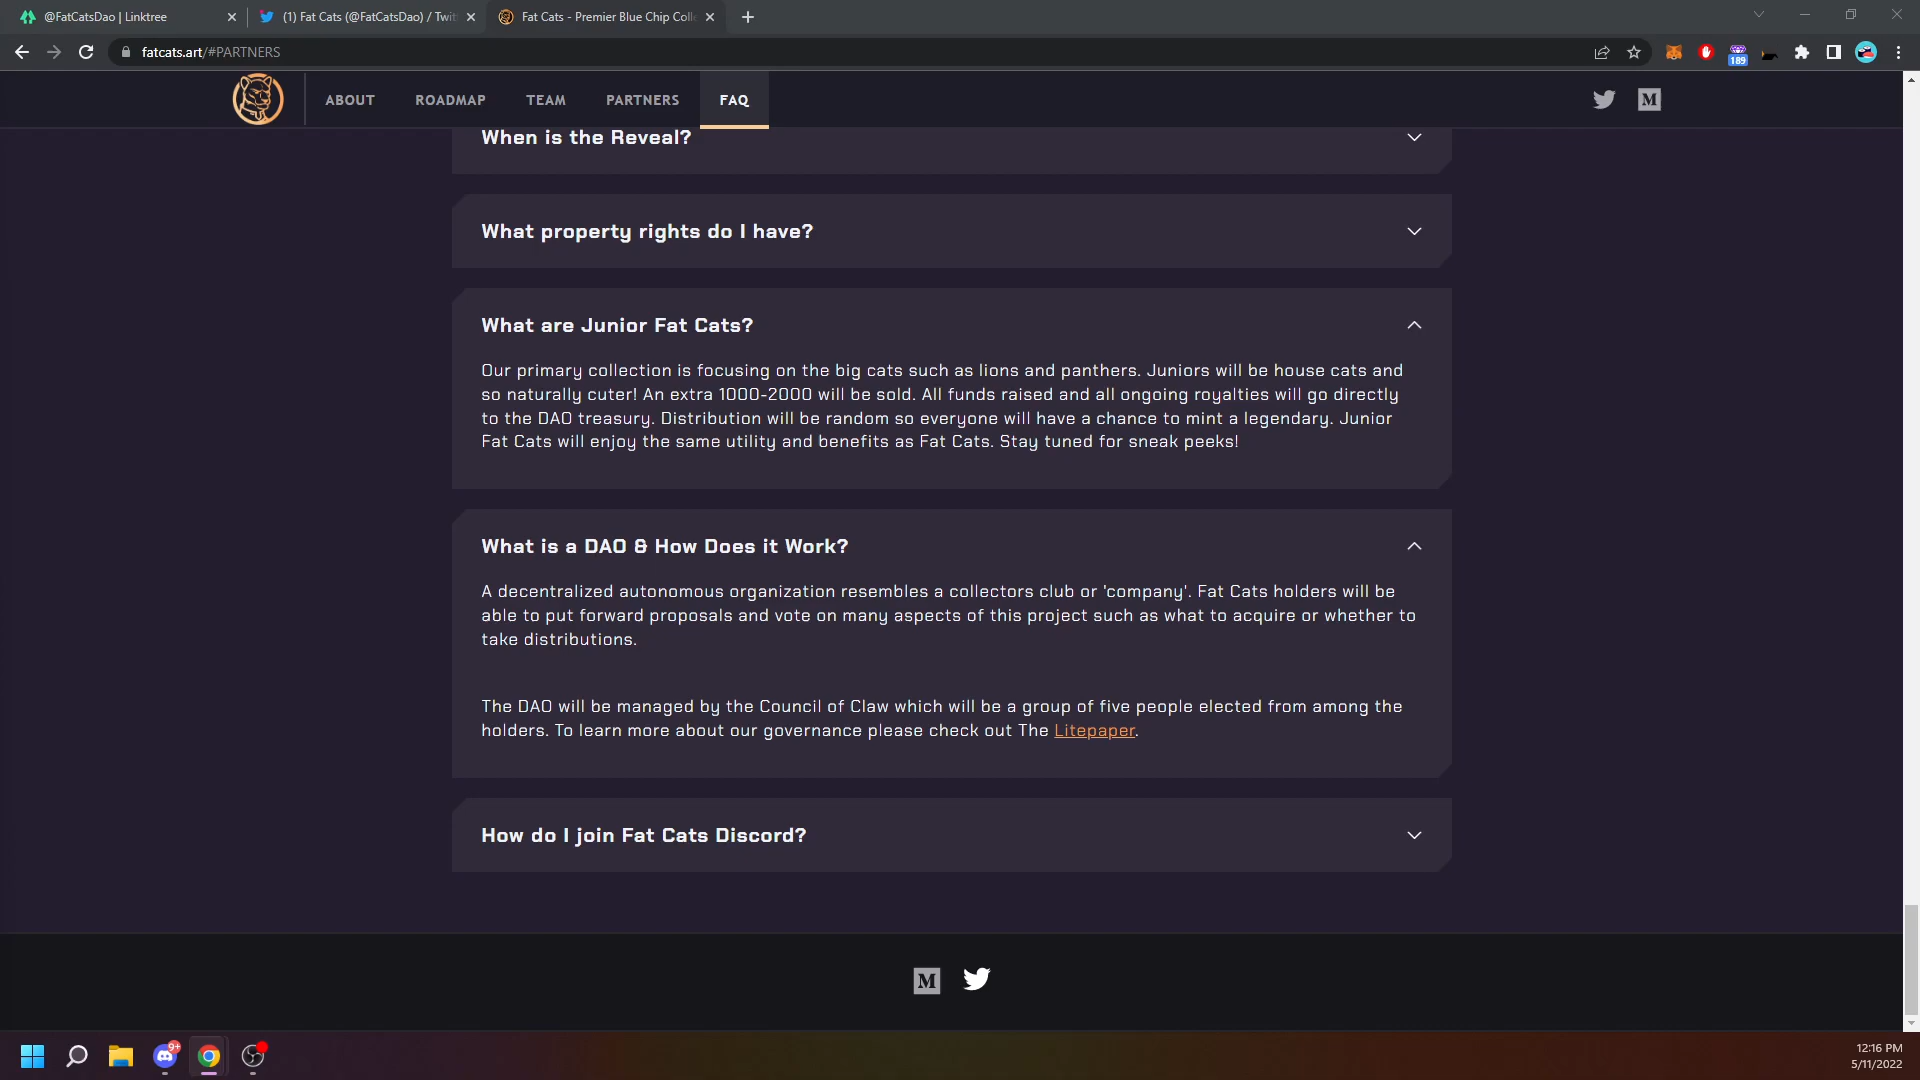 @FatCatsDao | Linktree
(1) Fat Cats (@FatCatsDao) / Twit
Fat Cats - Premier Blue Chip Coll
fatcats.art/#PARTNERS
189
ABOUT
ROADMAP
TEAM
PARTNERS
FAQ
M
When is the Reveal?
What property rights do I have?
What are Junior Fat Cats?
Our primary collection is focusing on the big cats such as lions and panthers. Juniors will be house cats and
so naturally cuter! An extra 1000-2000 will be sold. All funds raised and all ongoing royalties will go directly
to the DAO treasury. Distribution will be random so everyone will have a chance to mint a legendary. Junior
Fat Cats will enjoy the same utility and benefits as Fat Cats. Stay tuned for sneak peeks!
What is a DAO & How Does it Work?
A decentralized autonomous organization resembles a collectors club or 'company'. Fat Cats holders will be
able to put forward proposals and vote on many aspects of this project such as what to acquire or whether to
take distributions.
The DAO will be managed by the Council of Claw which will be a group of five people elected from among the
holders. To learn more about our governance please check out The Litepaper.
How do I join Fat Cats Discord?
M
9+
12:16 PM
5/11/2022